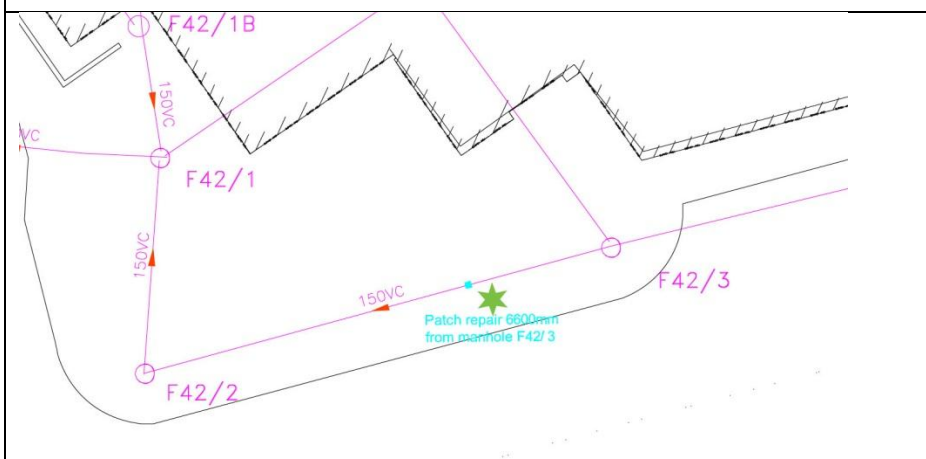 F42/1B
150VC
VC
F42/1
150VC
150VC
F42/3
Patch repair 6600mm
from manhole F42/3
F42/2